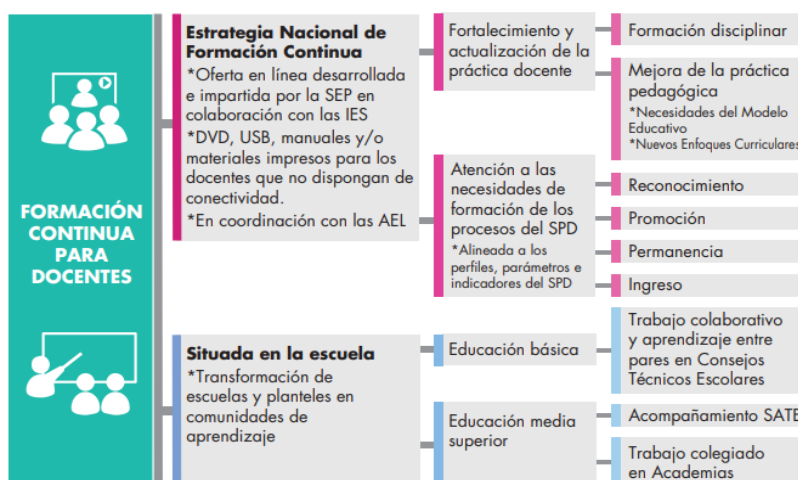 FORMACIÓN
CONTINUA
PARA
DOCENTES
Estrategia Nacional de
Formación Continua
*Oferta en línea desarrollada
e impartida por la SEP en
colaboración con las IES
*DVD, USB, manuales y/o
materiales impresos para los
docentes que no dispongan de
conectividad.
*En coordinación con las AEL
Fortalecimiento y
actualización de la
práctica docente
Formación disciplinar
Mejora de la práctica
pedagógica
*Necesidades del Modelo
Educativo
*Nuevos Enfoques Curriculares
Atención a las
necesidades de
formación de los
procesos del SPD
*Alineada a los
perfiles, parámetros e
indicadores del SPD
Reconocimiento
Promoción
Permanencia
Ingreso
Situada en la escuela
*Transformación de
escuelas y planteles en
comunidades de
aprendizaje
Educación básica
Trabajo colaborativo
y aprendizaje entre
pares en Consejos
Técnicos Escolares
Educación media
superior
Acompañamiento SATE
Trabajo colegiado
en Academias